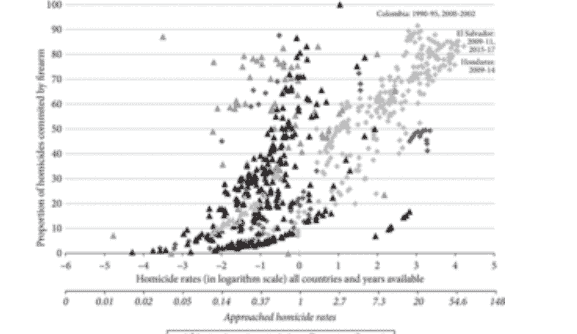 100
90
80
70
60
50
40
30
20
10
0
Proportion of homicides commited by firearm
Colombia: 1990-95, 2000-2002
El Salvador:
2009-11,
2015-17
Honduras:
2009-14
−6 −5 −4 −3 −2 −1 0 1 2 3 4 5
Homicide rates (in logarithm scale) all countries and years available
0 0.01 0.02 0.05 0.14 0.37 1 2.7 7.3 20 54.6 148
Approached homicide rates